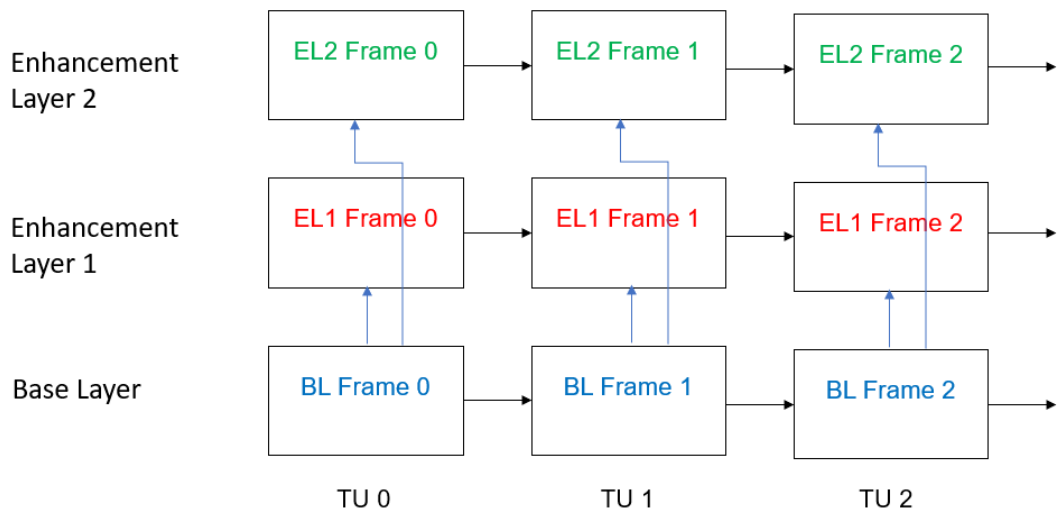 Enhancement
Layer 2
EL2 Frame 0
EL2 Frame 1
EL2 Frame 2
Enhancement
Layer 1
EL1 Frame 0
EL1 Frame 1
EL1 Frame 2
Base Layer
BL Frame 0
BL Frame 1
BL Frame 2
TU 0
TU 1
TU 2